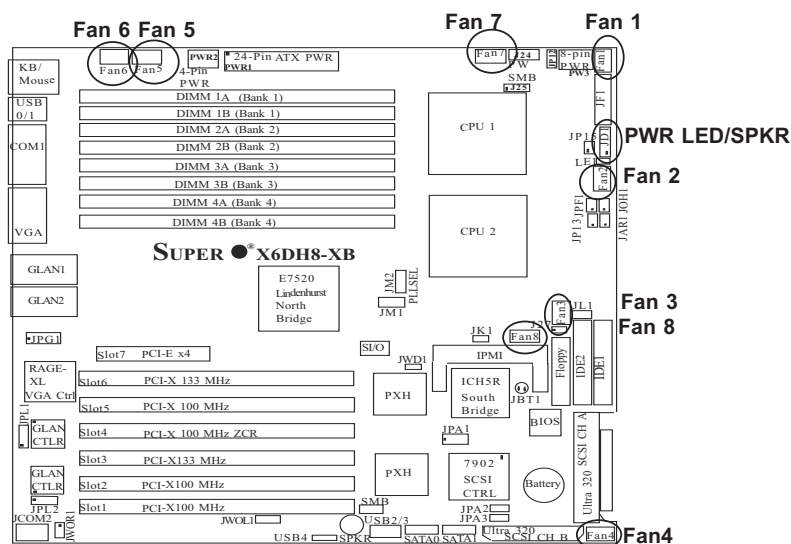 Fan 6 Fan 5
Fan 7
Fan 1
KB/
Mouse
Fan6
Fan5
PWR2
4-Pin
PWR
24-Pin ATX PWR
PWR1
Fan7
J24
PW
SMB
J25
JP12
8-pin
PWR
PW3
Fan1
JF1
USB
0/1
COM1
VGA
DIMM 1A (Bank 1)
DIMM 1B (Bank 1)
DIMM 2A (Bank 2)
DIMM 2B (Bank 2)
DIMM 3A (Bank 3)
DIMM 3B (Bank 3)
DIMM 4A (Bank 4)
DIMM 4B (Bank 4)
CPU 1
CPU 2
JP15
JD1
PWR LED/SPKR
LE1
Fan2
Fan 2
JPF1
JOH1
JP13
JAR1
SUPER ® X6DH8-XB
GLAN1
GLAN2
E7520
Lindenhurst
North
Bridge
JM2
PLLSEL
JM1
Fan3
JL1
Fan 3
J27
Fan8
Fan 8
JK1
JPG1
Slot7 PCI-E x4
SI/O
JWD1
IPMI
RAGE-
XL
VGA Ctrl
Slot6 PCI-X 133 MHz
Slot5 PCI-X 100 MHz
Slot4 PCI-X 100 MHz ZCR
Slot3 PCI-X133 MHz
Slot2 PCI-X100 MHz
Slot1 PCI-X100 MHz
PXH
ICH5R
South
Bridge
JBT1
Floppy
IDE2
IDE1
JPL1
GLAN
CTLR
JPA1
BIOS
SCSI CH A
Ultra 320
PXH
7902
SCSI
CTRL
Battery
GLAN
CTLR
JPL2
JCOM2
JWOR1
JWOL1
SMB
JPA2
JPA3
USB4
SPKR
USB2/3
SATA0
SATA1
Ultra 320
SCSI CH B
Fan4
Fan4